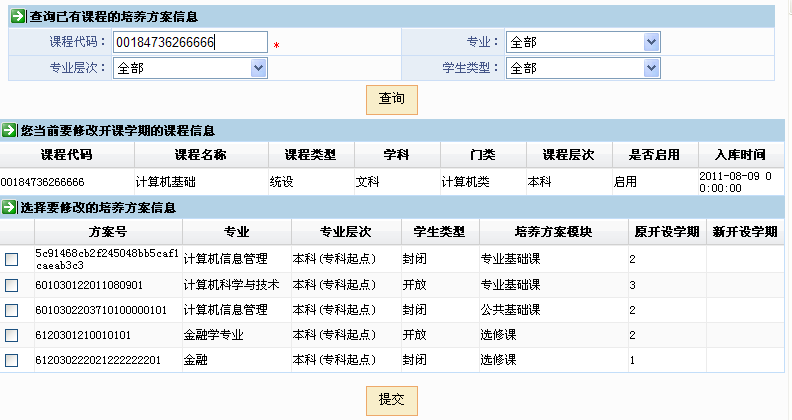 查询已有课程的培养方案信息
课程代码： 00184736266666 * 专业： 全部
专业层次： 全部 学生类型： 全部
查询
您当前要修改开课学期的课程信息
课程代码 课程名称 课程类型 学科 门类 课程层次 是否启用 入库时间
00184736266666 计算机基础 统设 文科 计算机类 本科 启用 2011-08-09 0
0:00:00
选择要修改的培养方案信息
方案号 专业 专业层次 学生类型 培养方案模块 原开设学期 新开设学期
5c91468cb2f245048bb5caf1
caeab3c3 计算机信息管理 本科(专科起点) 封闭 专业基础课 2
601030122011080901 计算机科学与技术 本科(专科起点) 开放 专业基础课 3
6010302203710100000101 计算机信息管理 本科(专科起点) 封闭 公共基础课 2
6120301210010101 金融学专业 本科(专科起点) 开放 选修课 2
612030222021222222201 金融 本科(专科起点) 封闭 选修课 1
提交